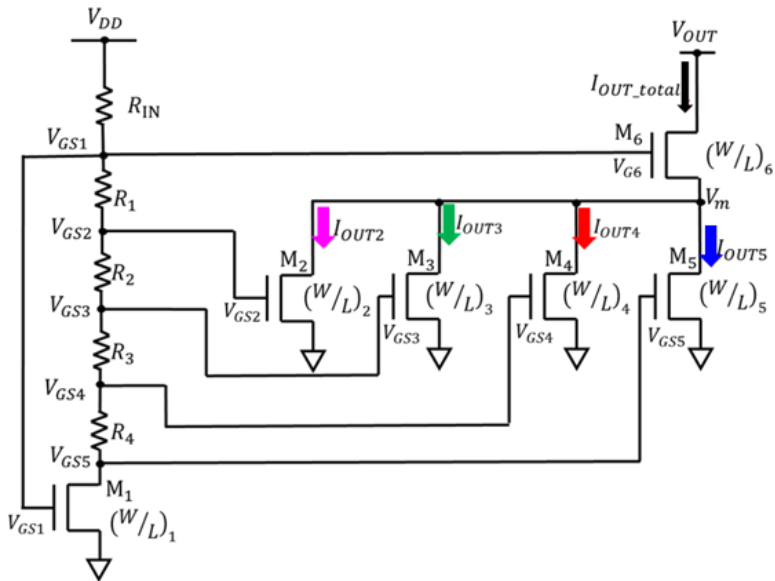 V_DD
V_OUT
I_OUT_total
R_IN
V_GS1
M_6
V_G6
(W/L)_6
R_1
V_m
V_GS2
I_OUT2
I_OUT3
I_OUT4
I_OUT5
M_2
M_3
M_4
M_5
R_2
V_GS2
(W/L)_2
(W/L)_3
(W/L)_4
(W/L)_5
V_GS3
V_GS3
V_GS4
V_GS5
R_3
V_GS4
R_4
V_GS5
M_1
V_GS1
(W/L)_1